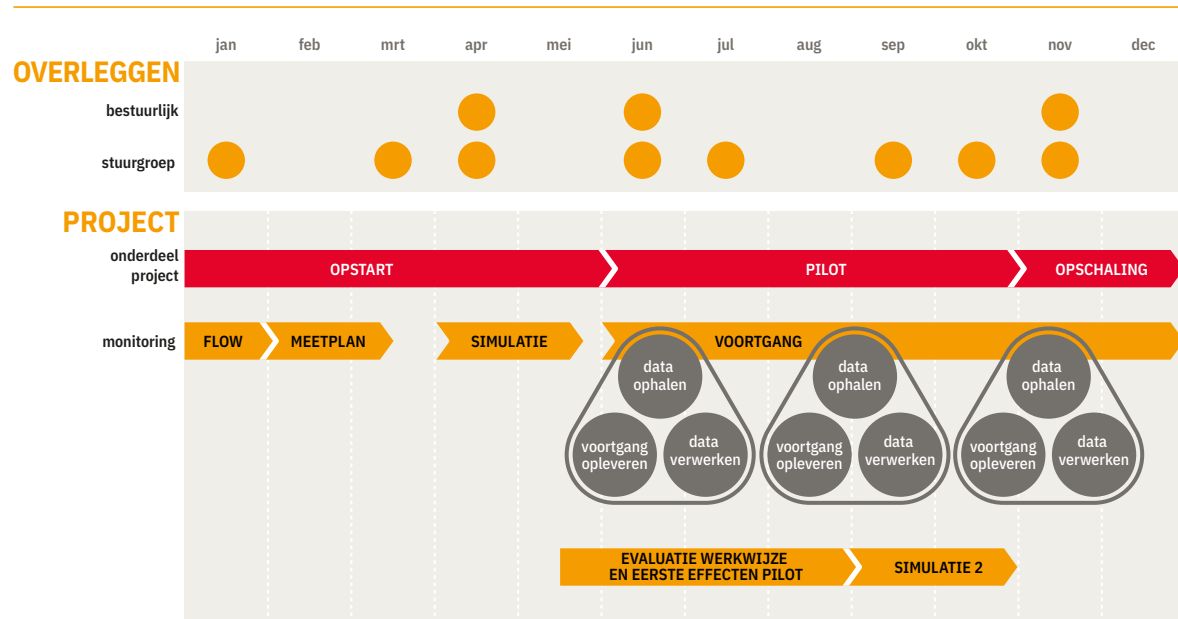 jan feb mrt apr mei jun jul aug sep okt nov dec
OVERLEGGEN
bestuurlijk
stuurgroep
PROJECT
onderdeel
project
OPSTART PILOT OPSCHALING
monitoring
FLOW MEETPLAN SIMULATIE VOORTGANG
data
ophalen
voortgang
opleveren
data
verwerken
data
ophalen
voortgang
opleveren
data
verwerken
data
ophalen
voortgang
opleveren
data
verwerken
EVALUATIE WERKWIJZE
EN EERSTE EFFECTEN PILOT
SIMULATIE 2